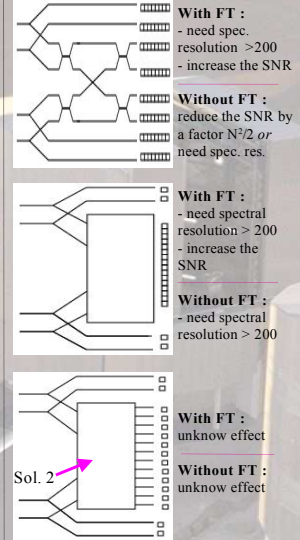 With FT :
- need spec.
resolution >200
- increase the SNR
Without FT :
reduce the SNR by
a factor N²/2 or
need spec. res.
With FT :
- need spectral
resolution > 200
- increase the
SNR
Without FT :
- need spectral
resolution > 200
With FT :
unknow effect
Without FT :
unknow effect
Sol. 2